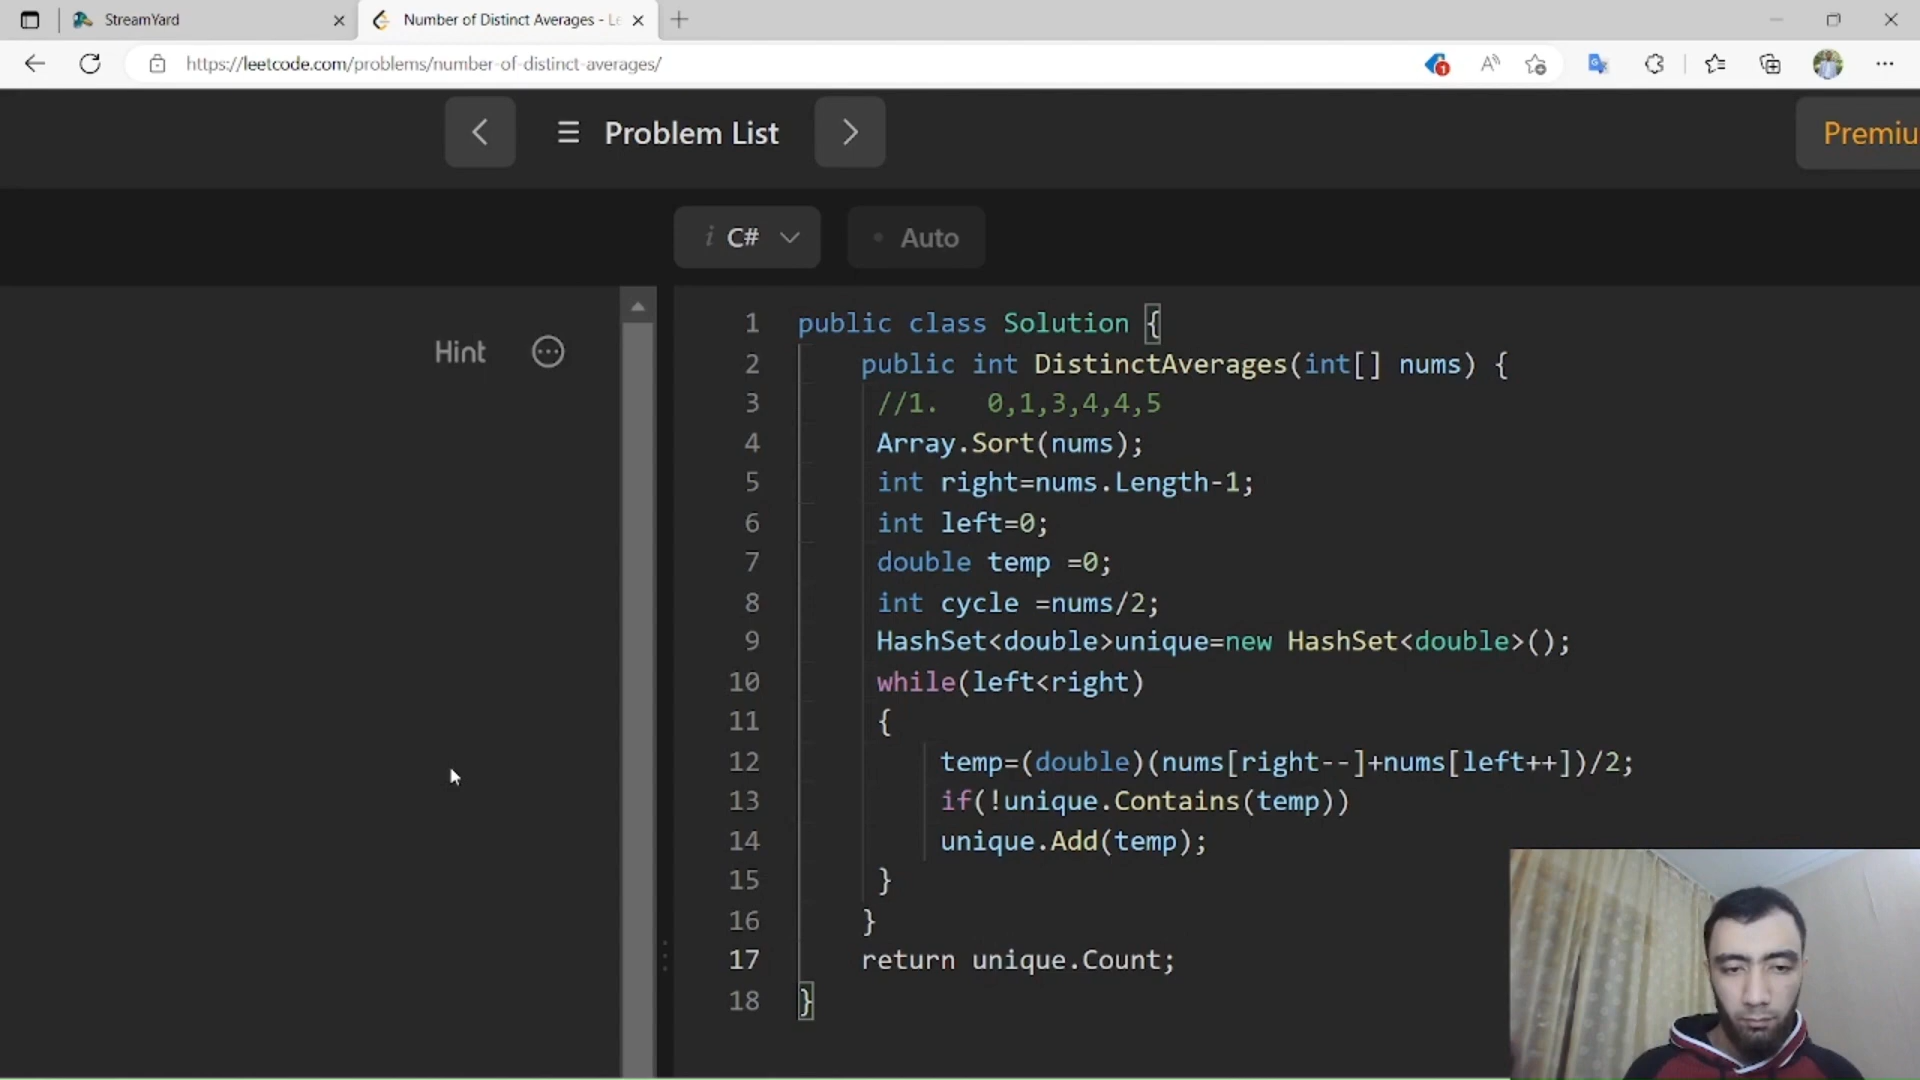 StreamYard
Number of Distinct Averages - Le
https://leetcode.com/problems/number-of-distinct-averages/
1
Problem List
Premiu
i C#
Auto
Hint
1 public class Solution {
2 public int DistinctAverages(int[] nums) {
3 //1. 0,1,3,4,4,5
4 Array.Sort(nums);
5 int right=nums.Length-1;
6 int left=0;
7 double temp =0;
8 int cycle =nums/2;
9 HashSet<double>unique=new HashSet<double>();
10 while(left<right)
11 {
12 temp=(double)(nums[right--]+nums[left++])/2;
13 if(!unique.Contains(temp))
14 unique.Add(temp);
15 }
16 }
17 return unique.Count;
18 }